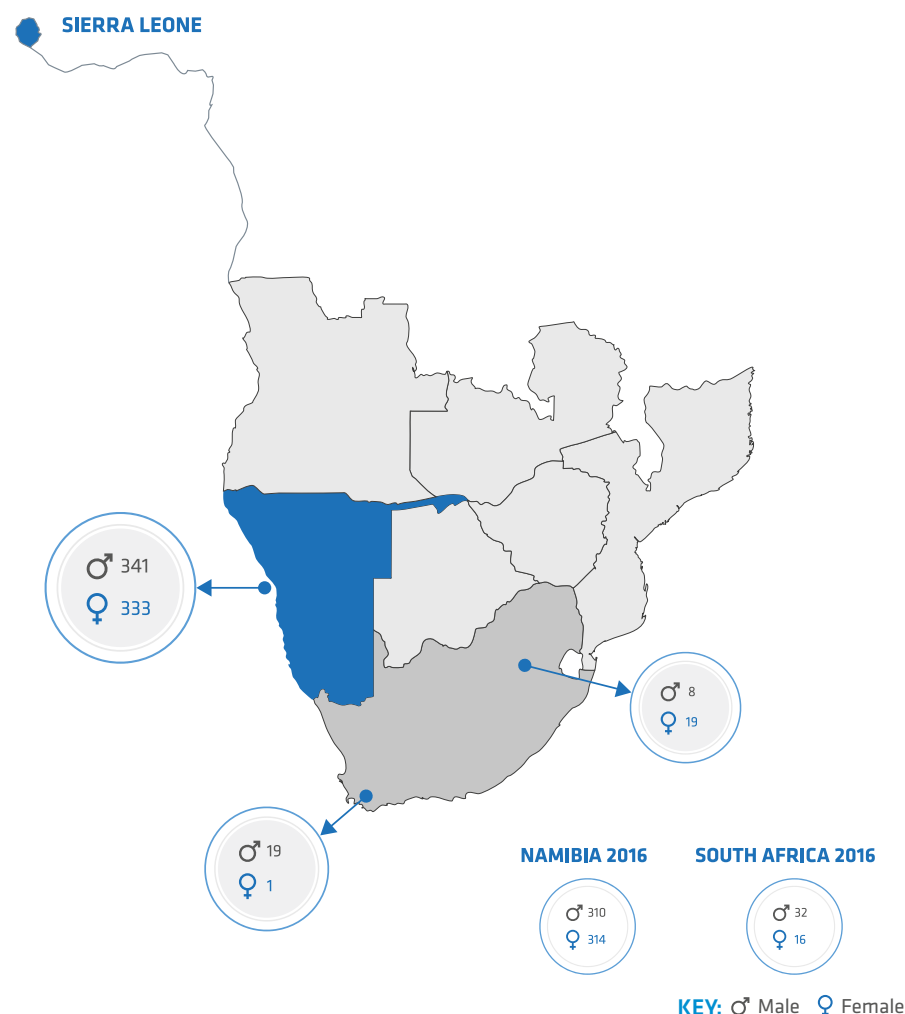 SIERRA LEONE
341
333
8
19
19
1
NAMIBIA 2016
SOUTH AFRICA 2016
310
314
32
16
KEY: Male Female